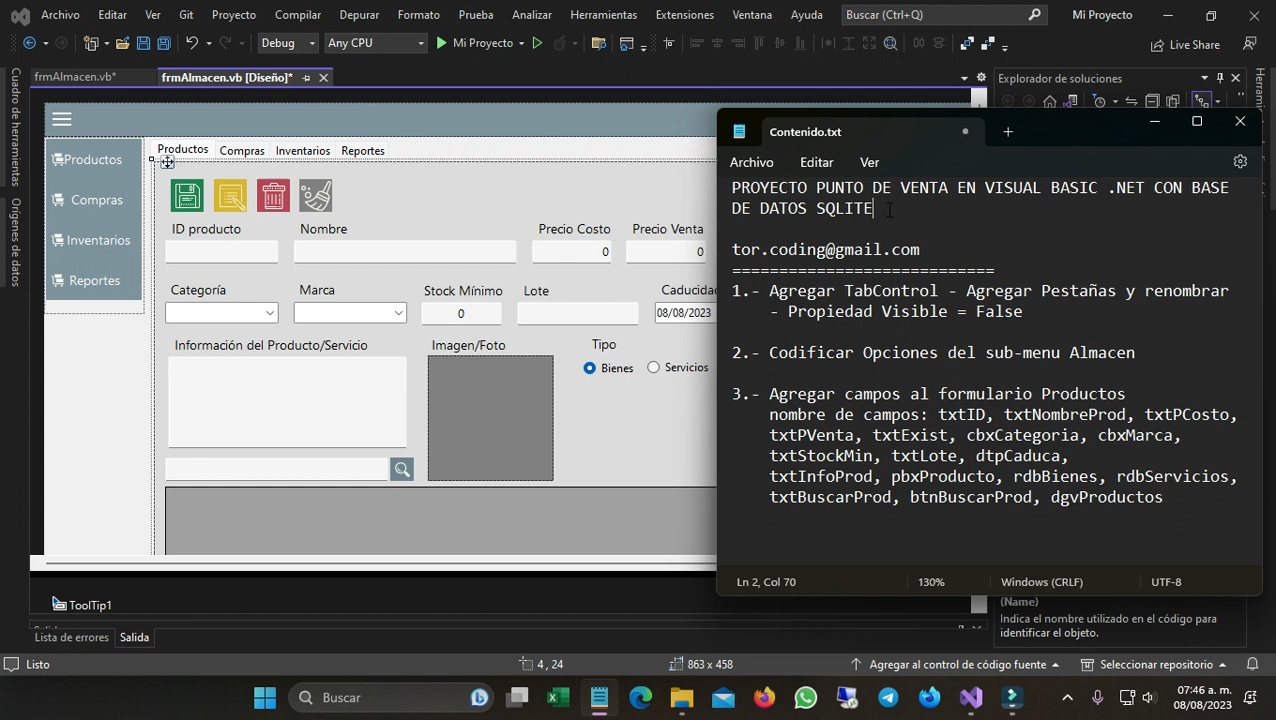 Archivo Editar Ver Git Proyecto Compilar Depurar Formato Prueba Analizar Herramientas Extensiones Ventana Ayuda Buscar (Ctrl+Q) Mi Proyecto
Debug Any CPU Mi Proyecto Live Share
frmAlmacen.vb* frmAlmacen.vb [Diseño]* Explorador de soluciones
Cuadro de herramientas
Orígenes de datos
Productos
Compras
Inventarios
Reportes
Productos Compras Inventarios Reportes
ID producto Nombre Precio Costo Precio Venta
0 0
Categoría Marca Stock Mínimo Lote Caducidad
0 08/08/2023
Información del Producto/Servicio Imagen/Foto Tipo
Bienes Servicios
ToolTip1
Lista de errores Salida
Contenido.txt
Archivo Editar Ver
PROYECTO PUNTO DE VENTA EN VISUAL BASIC .NET CON BASE
DE DATOS SQLITE
tor.coding@gmail.com
============================
1.- Agregar TabControl - Agregar Pestañas y renombrar
- Propiedad Visible = False
2.- Codificar Opciones del sub-menu Almacen
3.- Agregar campos al formulario Productos
nombre de campos: txtID, txtNombreProd, txtPCosto,
txtPVenta, txtExist, cbxCategoria, cbxMarca,
txtStockMin, txtLote, dtpCaduca,
txtInfoProd, pbxProducto, rdbBienes, rdbServicios,
txtBuscarProd, btnBuscarProd, dgvProductos
Ln 2, Col 70 130% Windows (CRLF) UTF-8
(Name)
Indica el nombre utilizado en el código para
identificar el objeto.
Listo 4 , 24 863 x 458 Agregar al control de código fuente Seleccionar repositorio
Buscar
07:46 a. m.
08/08/2023